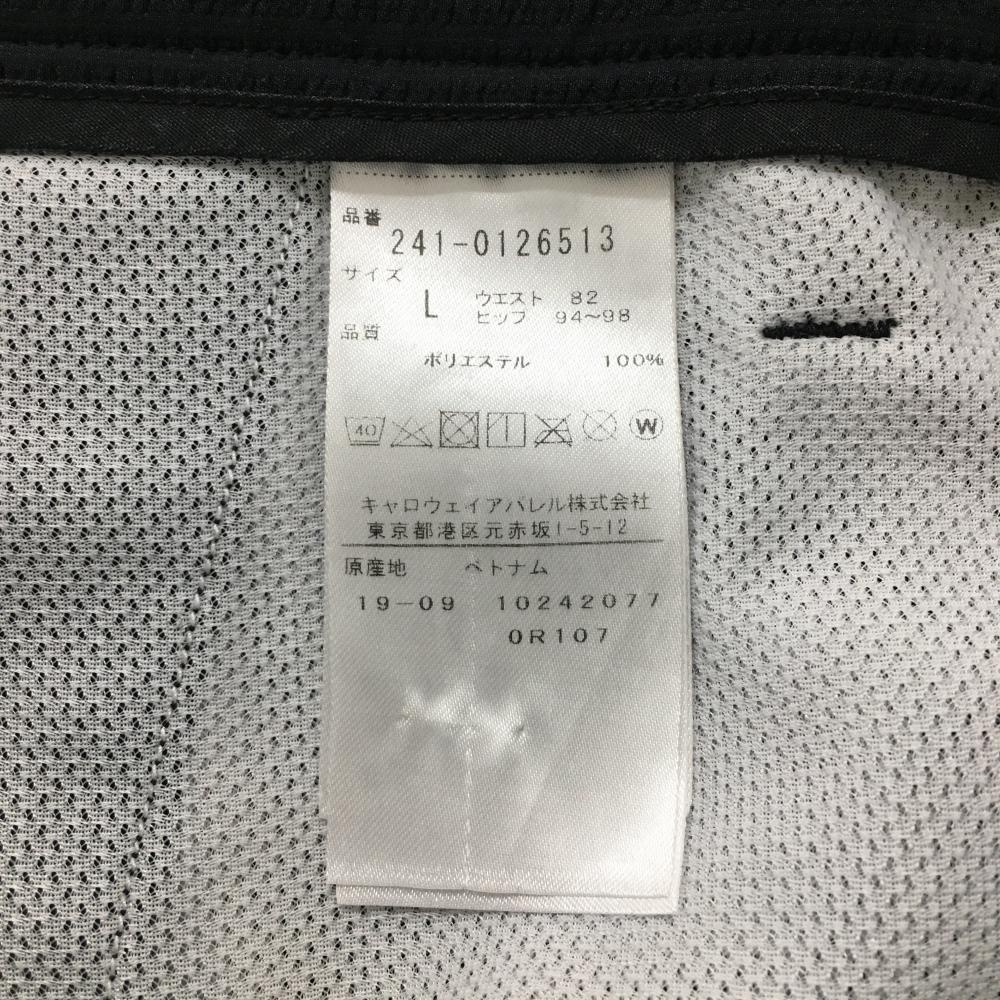 品番
241-0126513
サイズ
L ウエスト 82
ヒップ 94~98
品質
ポリエステル 100%
40 W
キャロウェイアパレル株式会社
東京都港区元赤坂1-5-12
原産地 ベトナム
19-09 10242077
0R107